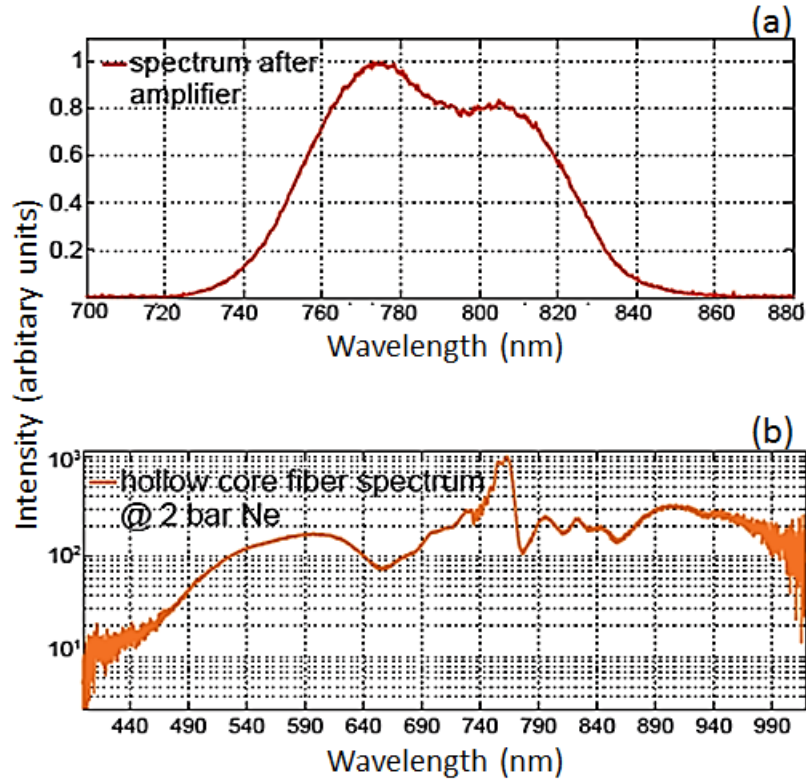 (a)
spectrum after
amplifier
1
0.8
0.6
0.4
0.2
700 720 740 760 780 800 820 840 860 880
Wavelength (nm)
Intensity (arbitary units)
(b)
10³
hollow core fiber spectrum
@ 2 bar Ne
10²
10¹
440 490 540 590 640 690 740 790 840 890 940 990
Wavelength (nm)